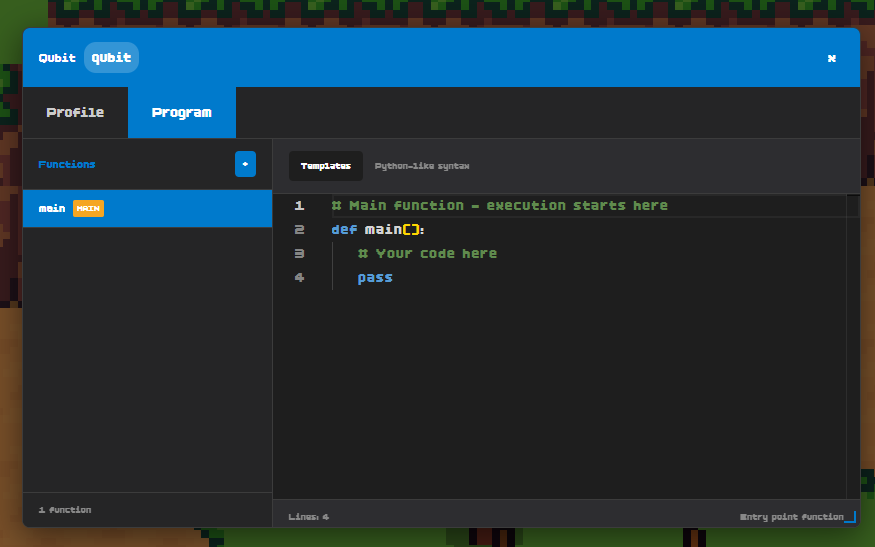 Qubit qubit ×
Profile Program
Functions +
Templates Python-like syntax
main MAIN
1 # Main function - execution starts here
2 def main():
3 # Your code here
4 pass
1 function
Lines: 4 Entry point function